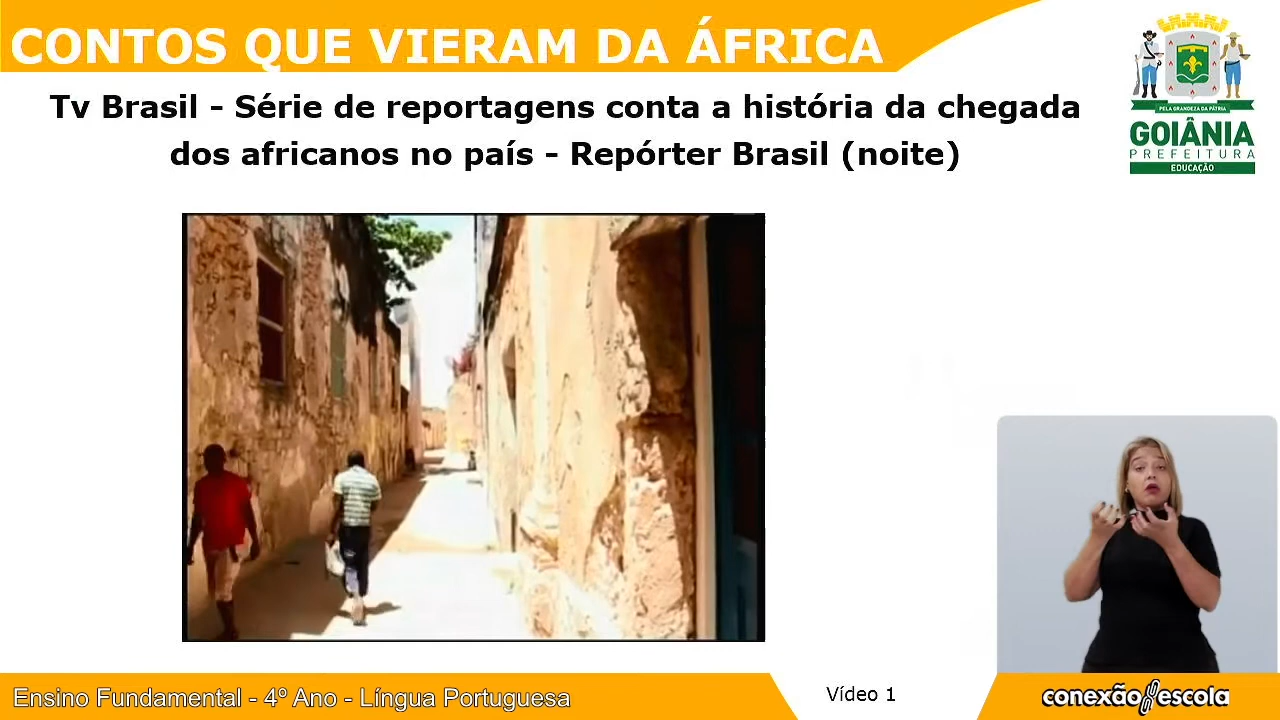 CONTOS QUE VIERAM DA ÁFRICA
Tv Brasil - Série de reportagens conta a história da chegada
dos africanos no país - Repórter Brasil (noite)
PELA GRANDEZA DA PÁTRIA
GOIÂNIA
PREFEITURA
EDUCAÇÃO
Ensino Fundamental - 4º Ano - Língua Portuguesa
Vídeo 1
conexão escola